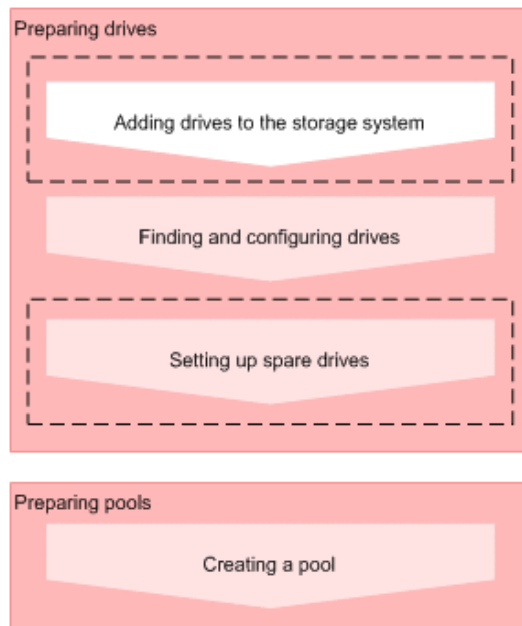 Preparing drives
Adding drives to the storage system
Finding and configuring drives
Setting up spare drives
Preparing pools
Creating a pool